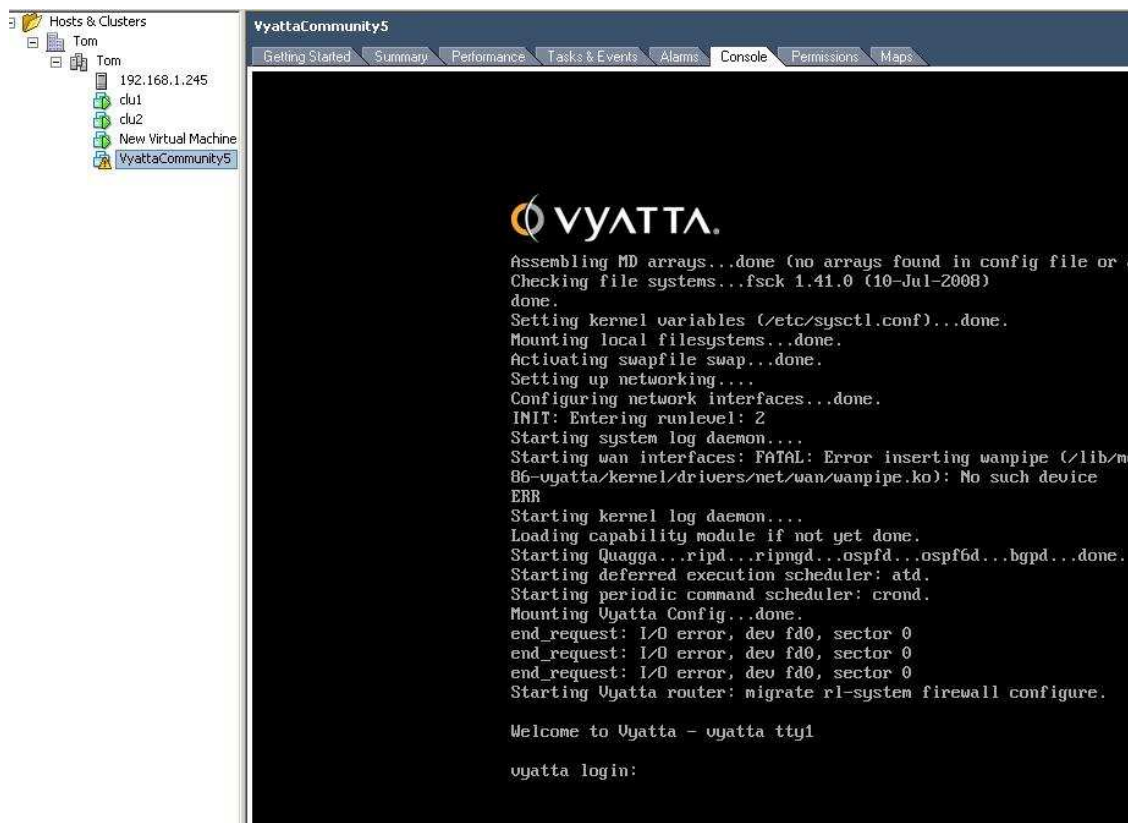 Hosts & Clusters
Tom
Tom
192.168.1.245
clu1
clu2
New Virtual Machine
VyattaCommunity5
VyattaCommunity5
Getting Started Summary Performance Tasks & Events Alarms Console Permissions Maps
VYATTA.
Assembling MD arrays...done (no arrays found in config file or
Checking file systems...fsck 1.41.0 (10-Jul-2008)
done.
Setting kernel variables (/etc/sysctl.conf)...done.
Mounting local filesystems...done.
Activating swapfile swap...done.
Setting up networking....
Configuring network interfaces...done.
INIT: Entering runlevel: 2
Starting system log daemon....
Starting wan interfaces: FATAL: Error inserting wanpipe (/lib/m
86-vyatta/kernel/drivers/net/wan/wanpipe.ko): No such device
ERR
Starting kernel log daemon....
Loading capability module if not yet done.
Starting Quagga...ripd...ripngd...ospfd...ospf6d...bgpd...done.
Starting deferred execution scheduler: atd.
Starting periodic command scheduler: crond.
Mounting Vyatta Config...done.
end_request: I/O error, dev fd0, sector 0
end_request: I/O error, dev fd0, sector 0
end_request: I/O error, dev fd0, sector 0
Starting Vyatta router: migrate rl-system firewall configure.
Welcome to Vyatta - vyatta tty1
vyatta login: